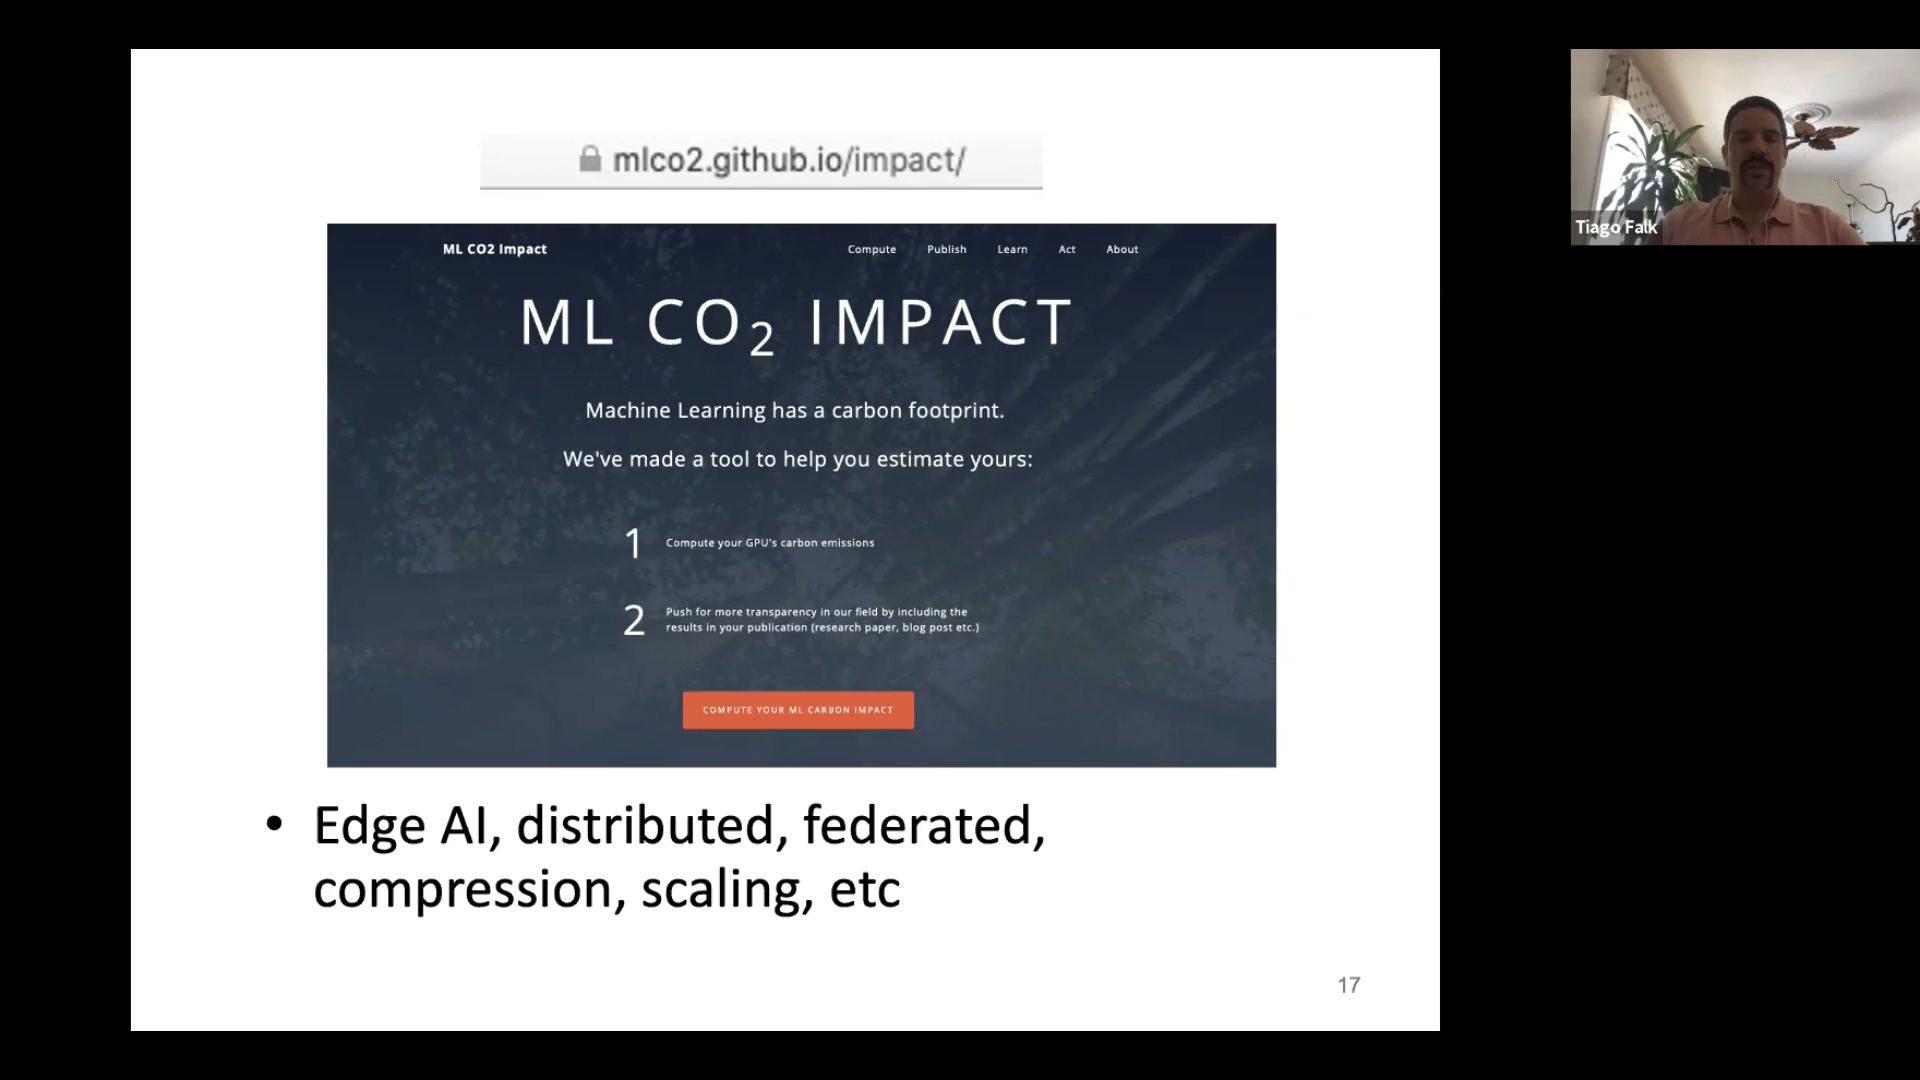 mlco2.github.io/impact/
ML CO2 Impact
Compute
Publish
Learn
Act
About
ML CO₂ IMPACT
Machine Learning has a carbon footprint.
We've made a tool to help you estimate yours:
1
Compute your GPU's carbon emissions
2
Push for more transparency in our field by including the
results in your publication (research paper, blog post etc.)
COMPUTE YOUR ML CARBON IMPACT
• Edge AI, distributed, federated,
compression, scaling, etc
17
Tiago Falk